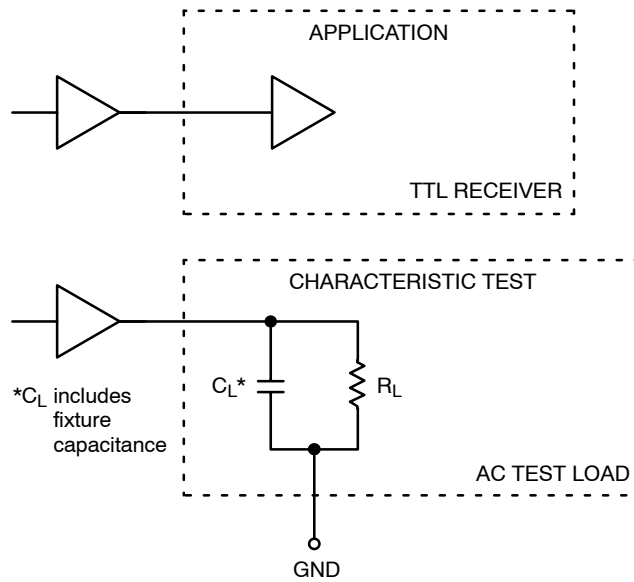 APPLICATION
TTL RECEIVER
CHARACTERISTIC TEST
*CL includes
fixture
capacitance
CL*
RL
AC TEST LOAD
GND